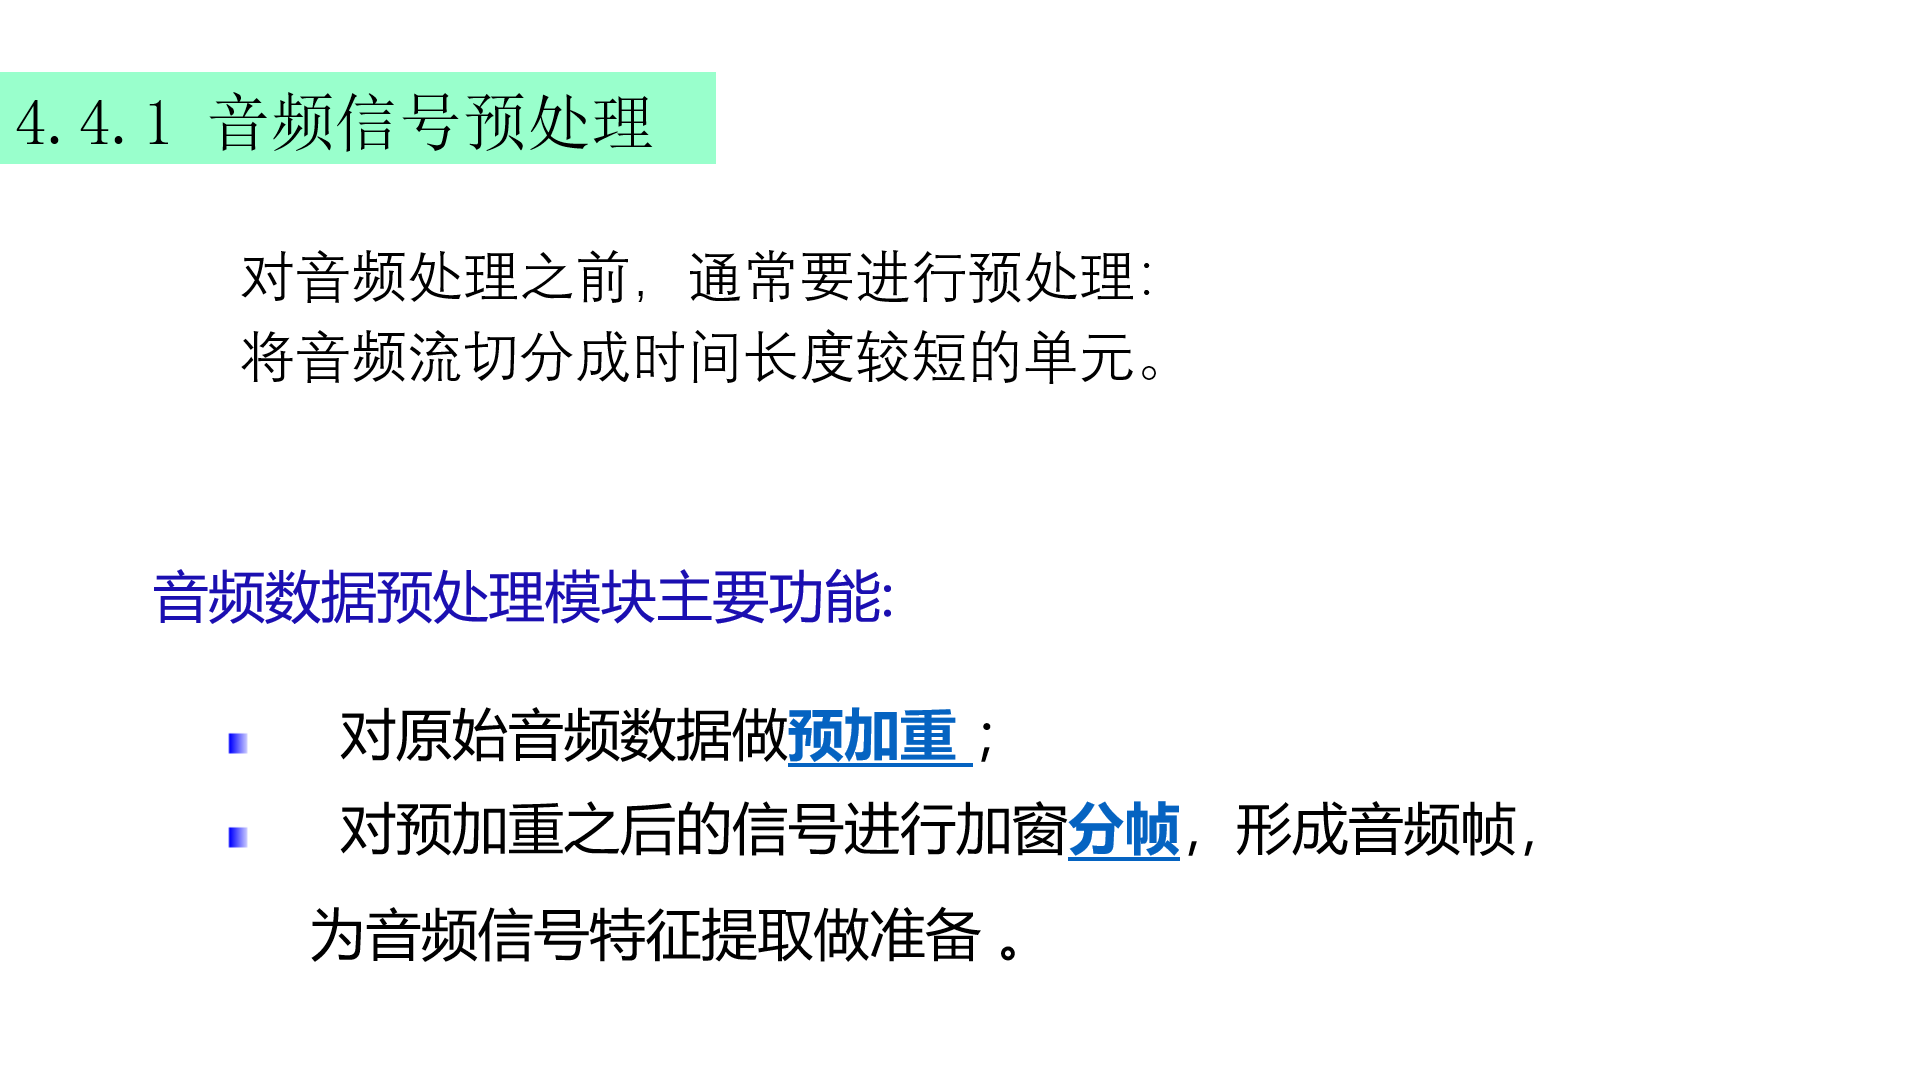 4.4.1 音频信号预处理
对音频处理之前，通常要进行预处理：
将音频流切分成时间长度较短的单元。
音频数据预处理模块主要功能:
对原始音频数据做预加重 ；
对预加重之后的信号进行加窗分帧，形成音频帧，
为音频信号特征提取做准备 。